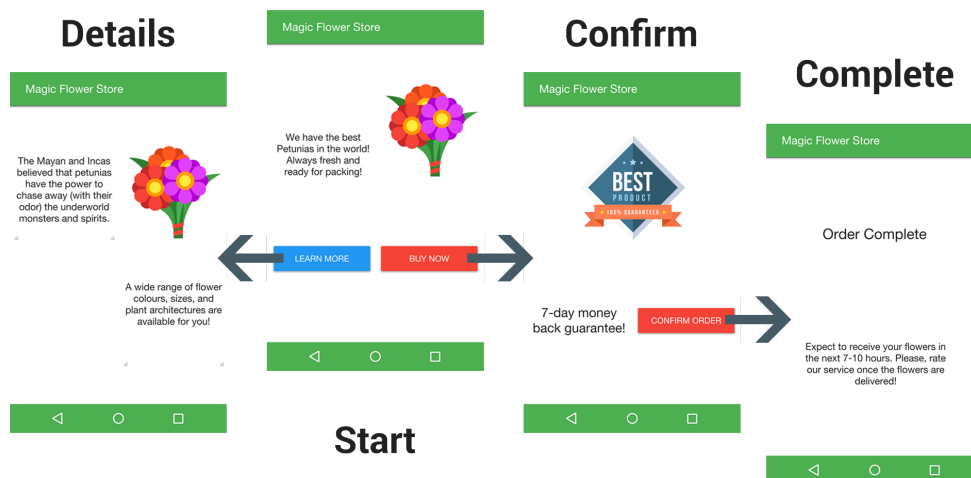 Details
Magic Flower Store
The Mayan and Incas
believed that petunias
have the power to
chase away (with their
odor) the underworld
monsters and spirits.
A wide range of flower
colours, sizes, and
plant architectures are
available for you!
Magic Flower Store
We have the best
Petunias in the world!
Always fresh and
ready for packing!
LEARN MORE
BUY NOW
Start
Confirm
Magic Flower Store
BEST
PRODUCT
100% GUARANTEED
7-day money
back guarantee!
CONFIRM ORDER
Complete
Magic Flower Store
Order Complete
Expect to receive your flowers in
the next 7-10 hours. Please, rate
our service once the flowers are
delivered!